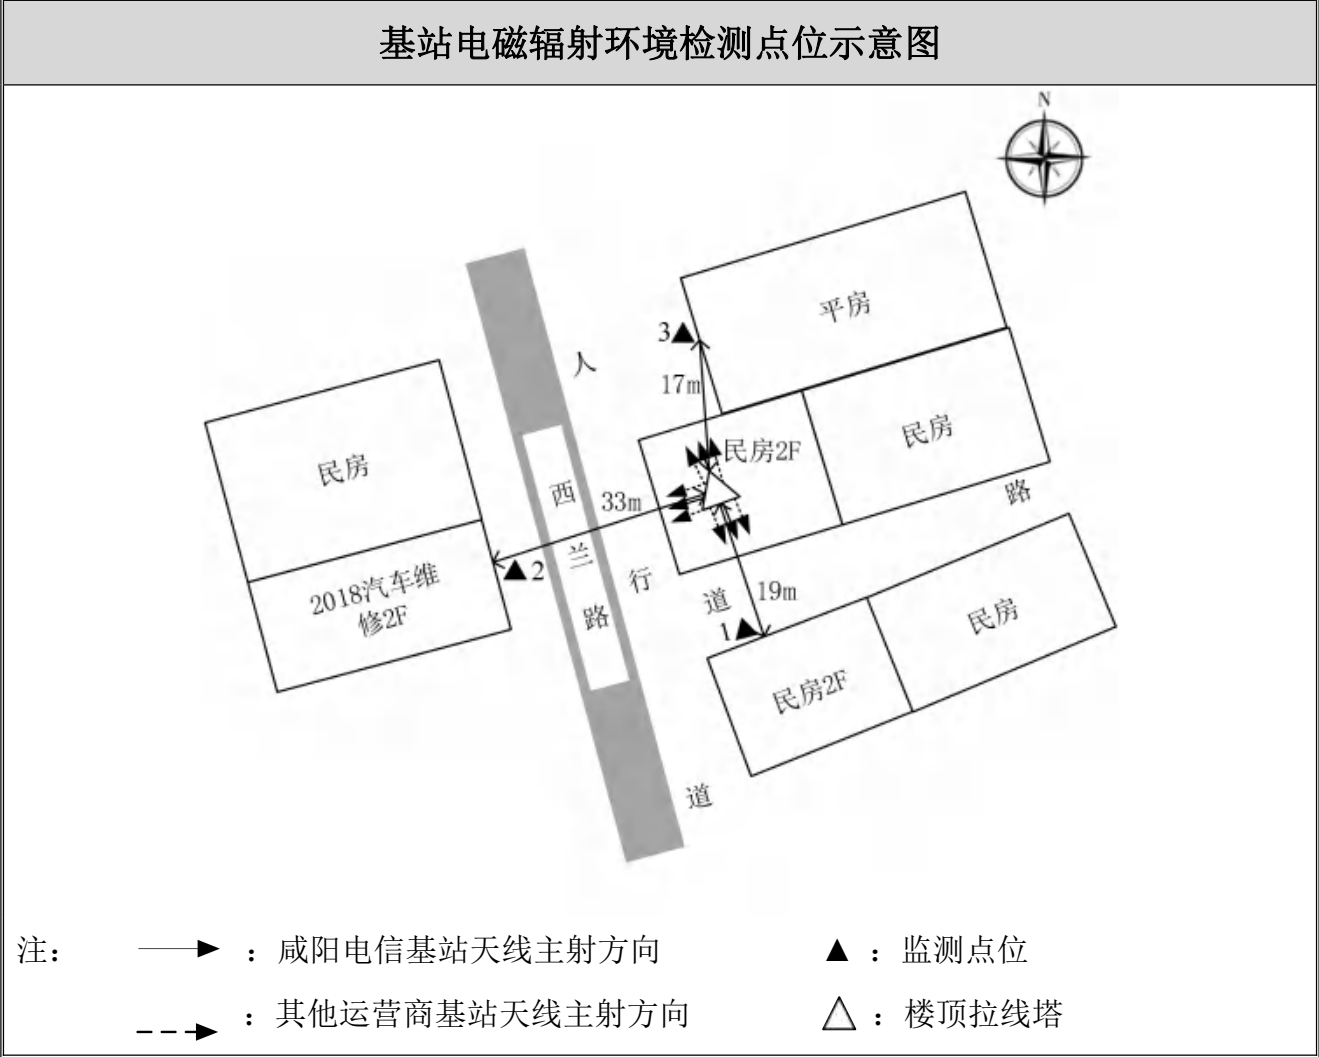 基站电磁辐射环境检测点位示意图
N
平房
3
人
17m
民房
民房2F
民房
西
33m
路
兰
2
2018汽车维
修2F
行
道
19m
路
1
民房
民房2F
道
注：
：咸阳电信基站天线主射方向
：监测点位
：其他运营商基站天线主射方向
：楼顶拉线塔